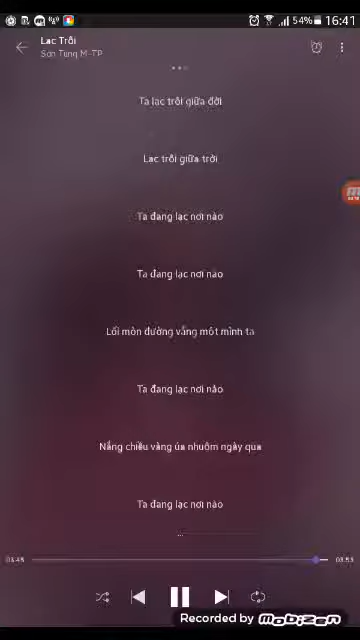 54% 16:41
Lạc Trôi
Sơn Tùng M-TP
Ta lạc trôi giữa đời
Lạc trôi giữa trời
Ta đang lạc nơi nào
Ta đang lạc nơi nào
Lối mòn đường vắng một mình ta
Ta đang lạc nơi nào
Nắng chiều vàng úa nhuộm ngày qua
Ta đang lạc nơi nào
...
03:45 03:53
Recorded by mobizen